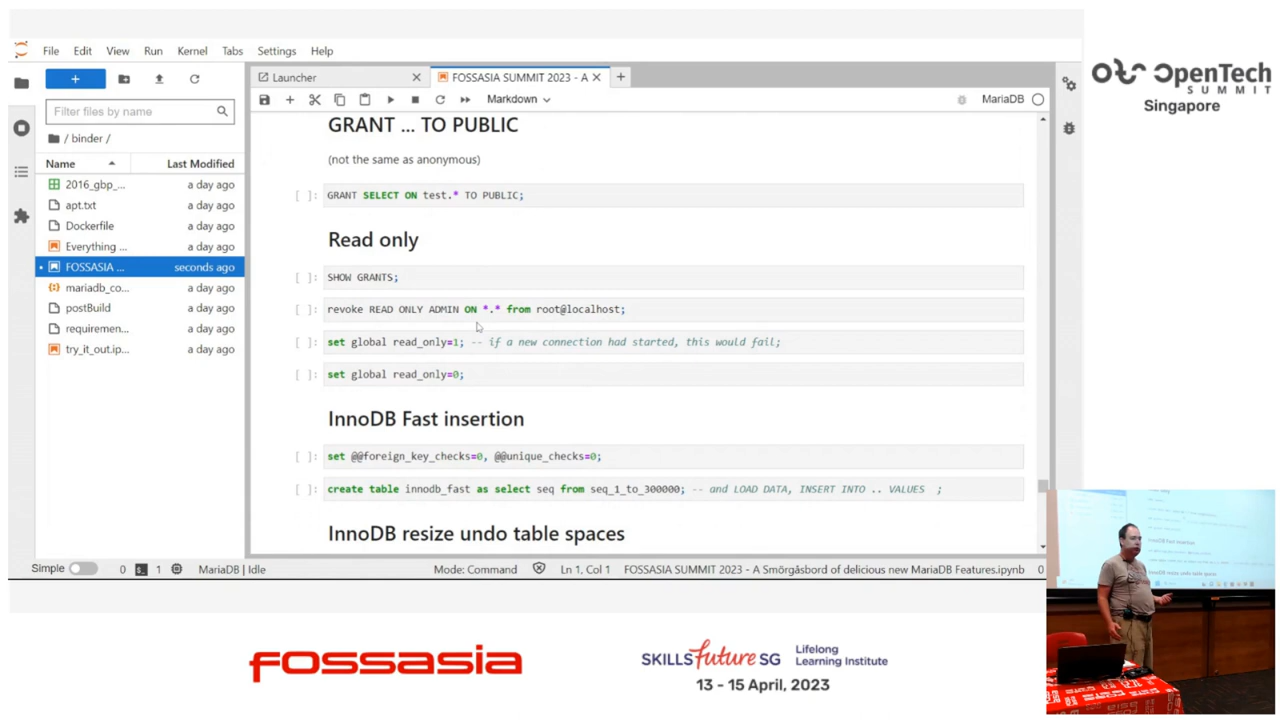 File Edit View Run Kernel Tabs Settings Help
OpenTech
SUMMIT
Singapore
+
Launcher × FOSSASIA SUMMIT 2023 - A × +
Markdown
MariaDB
Filter files by name
/ binder /
Name Last Modified
2016_gbp_... a day ago
apt.txt a day ago
Dockerfile a day ago
Everything ... a day ago
FOSSASIA ... seconds ago
mariadb_co... a day ago
postBuild a day ago
requiremen... a day ago
try_it_out.ip... a day ago
GRANT ... TO PUBLIC
(not the same as anonymous)
[ ]: GRANT SELECT ON test.* TO PUBLIC;
Read only
[ ]: SHOW GRANTS;
[ ]: revoke READ ONLY ADMIN ON *.* from root@localhost;
[ ]: set global read_only=1; -- if a new connection had started, this would fail;
[ ]: set global read_only=0;
InnoDB Fast insertion
[ ]: set @@foreign_key_checks=0, @@unique_checks=0;
[ ]: create table innodb_fast as select seq from seq_1_to_300000; -- and LOAD DATA, INSERT INTO .. VALUES ;
InnoDB resize undo table spaces
Simple 0 $_ 1 MariaDB | Idle Mode: Command Ln 1, Col 1 FOSSASIA SUMMIT 2023 - A Smörgåsbord of delicious new MariaDB Features.ipynb 0
InnoDB Fast insertion
InnoDB resize undo table spaces
FOSSASIA
SKILLS future SG
Lifelong
Learning Institute
13 - 15 April, 2023